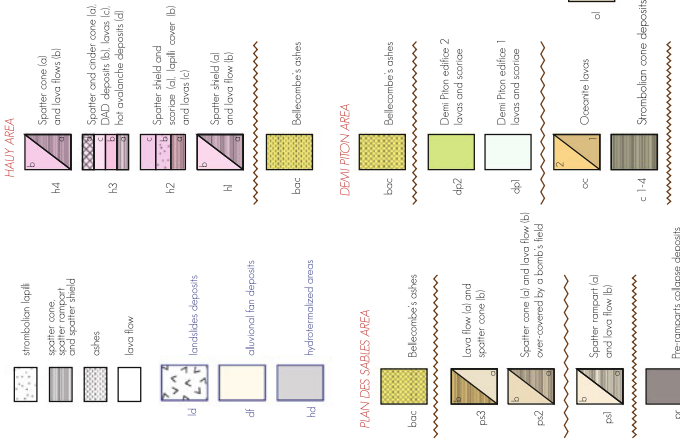 HAUY AREA
h4
b
a
Spatter cone (a)
and lava flows (b)
h3
b
c
b
a
Spatter and cinder cone (a),
DAD deposits (b), lavas (c),
hot avalanche deposits (d)
h2
c
b
a
Spatter shield and
scoriae (a), lapilli cover (b)
and lavas (c)
h1
b
a
Spatter shield (a)
and lava flow (b)
bac
Bellecombe's ashes
DEMI PITON AREA
bac
Bellecombe's ashes
dp2
Demi Piton edifice 2
lavas and scoriae
dp1
Demi Piton edifice 1
lavas and scoriae
oc
2
1
Oceanite lavas
c 1-4
Strombolian cone deposits
ol
strombolian lapilli
spatter cone,
spatter rampart
and spatter shield
ashes
lava flow
ld
landslides deposits
df
alluvional fan deposits
hd
hydrotermalized areas
PLAIN DES SABLES AREA
bac
Bellecombe's ashes
ps3
b
a
Lava flow (a) and
spatter cone (b)
ps2
b
a
Spatter cone (a) and lava flow (b)
over-covered by a bomb's field
ps1
b
a
Spatter rampart (a)
and lava flow (b)
pr
Pre-ramparts collapse deposits